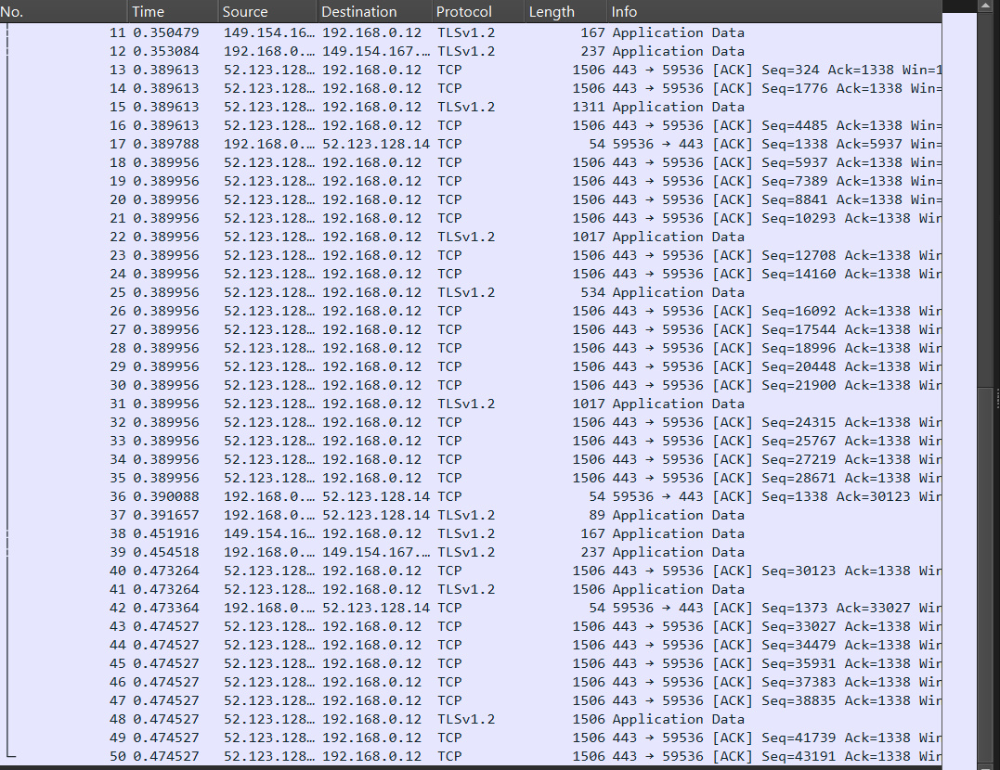 No. Time Source Destination Protocol Length Info
11 0.350479 149.154.16… 192.168.0.12 TLSv1.2 167 Application Data
12 0.353084 192.168.0.… 149.154.167.… TLSv1.2 237 Application Data
13 0.389613 52.123.128… 192.168.0.12 TCP 1506 443 → 59536 [ACK] Seq=324 Ack=1338 Win=1
14 0.389613 52.123.128… 192.168.0.12 TCP 1506 443 → 59536 [ACK] Seq=1776 Ack=1338 Win=
15 0.389613 52.123.128… 192.168.0.12 TLSv1.2 1311 Application Data
16 0.389613 52.123.128… 192.168.0.12 TCP 1506 443 → 59536 [ACK] Seq=4485 Ack=1338 Win=
17 0.389788 192.168.0.… 52.123.128.14 TCP 54 59536 → 443 [ACK] Seq=1338 Ack=5937 Win=
18 0.389956 52.123.128… 192.168.0.12 TCP 1506 443 → 59536 [ACK] Seq=5937 Ack=1338 Win=
19 0.389956 52.123.128… 192.168.0.12 TCP 1506 443 → 59536 [ACK] Seq=7389 Ack=1338 Win=
20 0.389956 52.123.128… 192.168.0.12 TCP 1506 443 → 59536 [ACK] Seq=8841 Ack=1338 Win=
21 0.389956 52.123.128… 192.168.0.12 TCP 1506 443 → 59536 [ACK] Seq=10293 Ack=1338 Win
22 0.389956 52.123.128… 192.168.0.12 TLSv1.2 1017 Application Data
23 0.389956 52.123.128… 192.168.0.12 TCP 1506 443 → 59536 [ACK] Seq=12708 Ack=1338 Win
24 0.389956 52.123.128… 192.168.0.12 TCP 1506 443 → 59536 [ACK] Seq=14160 Ack=1338 Win
25 0.389956 52.123.128… 192.168.0.12 TLSv1.2 534 Application Data
26 0.389956 52.123.128… 192.168.0.12 TCP 1506 443 → 59536 [ACK] Seq=16092 Ack=1338 Win
27 0.389956 52.123.128… 192.168.0.12 TCP 1506 443 → 59536 [ACK] Seq=17544 Ack=1338 Win
28 0.389956 52.123.128… 192.168.0.12 TCP 1506 443 → 59536 [ACK] Seq=18996 Ack=1338 Win
29 0.389956 52.123.128… 192.168.0.12 TCP 1506 443 → 59536 [ACK] Seq=20448 Ack=1338 Win
30 0.389956 52.123.128… 192.168.0.12 TCP 1506 443 → 59536 [ACK] Seq=21900 Ack=1338 Win
31 0.389956 52.123.128… 192.168.0.12 TLSv1.2 1017 Application Data
32 0.389956 52.123.128… 192.168.0.12 TCP 1506 443 → 59536 [ACK] Seq=24315 Ack=1338 Win
33 0.389956 52.123.128… 192.168.0.12 TCP 1506 443 → 59536 [ACK] Seq=25767 Ack=1338 Win
34 0.389956 52.123.128… 192.168.0.12 TCP 1506 443 → 59536 [ACK] Seq=27219 Ack=1338 Win
35 0.389956 52.123.128… 192.168.0.12 TCP 1506 443 → 59536 [ACK] Seq=28671 Ack=1338 Win
36 0.390088 192.168.0.… 52.123.128.14 TCP 54 59536 → 443 [ACK] Seq=1338 Ack=30123 Win
37 0.391657 192.168.0.… 52.123.128.14 TLSv1.2 89 Application Data
38 0.451916 149.154.16… 192.168.0.12 TLSv1.2 167 Application Data
39 0.454518 192.168.0.… 149.154.167.… TLSv1.2 237 Application Data
40 0.473264 52.123.128… 192.168.0.12 TCP 1506 443 → 59536 [ACK] Seq=30123 Ack=1338 Win
41 0.473264 52.123.128… 192.168.0.12 TLSv1.2 1506 Application Data
42 0.473364 192.168.0.… 52.123.128.14 TCP 54 59536 → 443 [ACK] Seq=1373 Ack=33027 Win
43 0.474527 52.123.128… 192.168.0.12 TCP 1506 443 → 59536 [ACK] Seq=33027 Ack=1338 Win
44 0.474527 52.123.128… 192.168.0.12 TCP 1506 443 → 59536 [ACK] Seq=34479 Ack=1338 Win
45 0.474527 52.123.128… 192.168.0.12 TCP 1506 443 → 59536 [ACK] Seq=35931 Ack=1338 Win
46 0.474527 52.123.128… 192.168.0.12 TCP 1506 443 → 59536 [ACK] Seq=37383 Ack=1338 Win
47 0.474527 52.123.128… 192.168.0.12 TCP 1506 443 → 59536 [ACK] Seq=38835 Ack=1338 Win
48 0.474527 52.123.128… 192.168.0.12 TLSv1.2 1506 Application Data
49 0.474527 52.123.128… 192.168.0.12 TCP 1506 443 → 59536 [ACK] Seq=41739 Ack=1338 Win
50 0.474527 52.123.128… 192.168.0.12 TCP 1506 443 → 59536 [ACK] Seq=43191 Ack=1338 Win